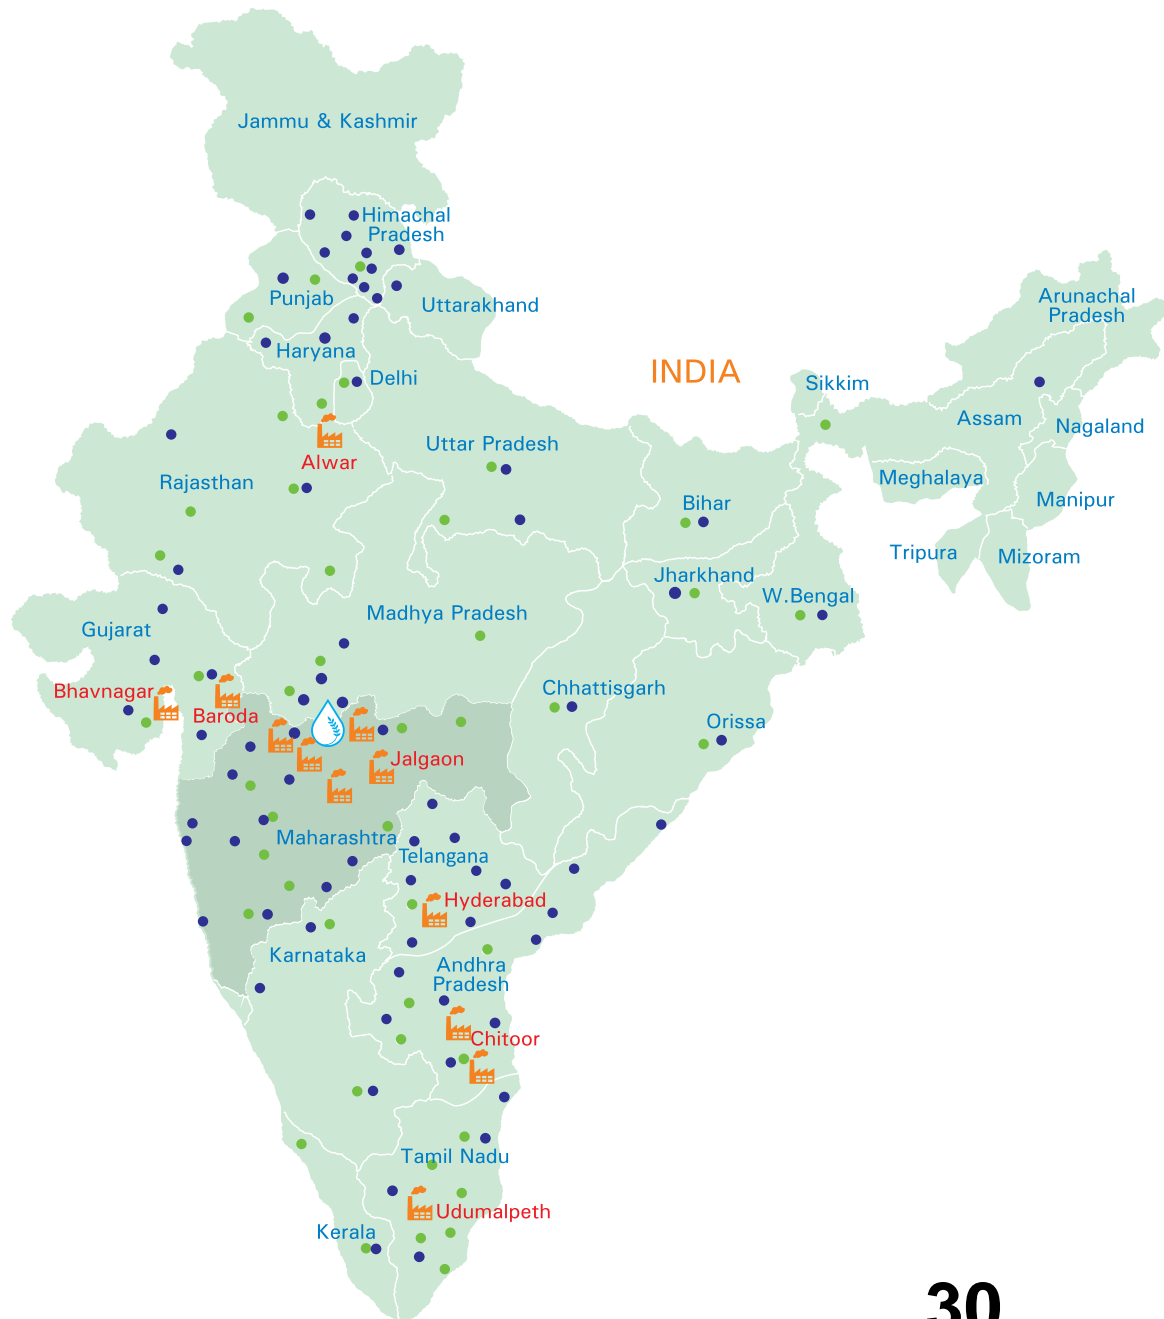 Jammu & Kashmir
Himachal
Pradesh
Punjab
Uttarakhand
Arunachal
Pradesh
Haryana
INDIA
Delhi
Sikkim
Assam
Nagaland
Uttar Pradesh
Alwar
Rajasthan
Meghalaya
Bihar
Manipur
Tripura
Mizoram
Jharkhand
W.Bengal
Madhya Pradesh
Gujarat
Bhavnagar
Chhattisgarh
Baroda
Orissa
Jalgaon
Maharashtra
Telangana
Hyderabad
Karnataka
Andhra
Pradesh
Chitoor
Tamil Nadu
Udumalpeth
Kerala
30